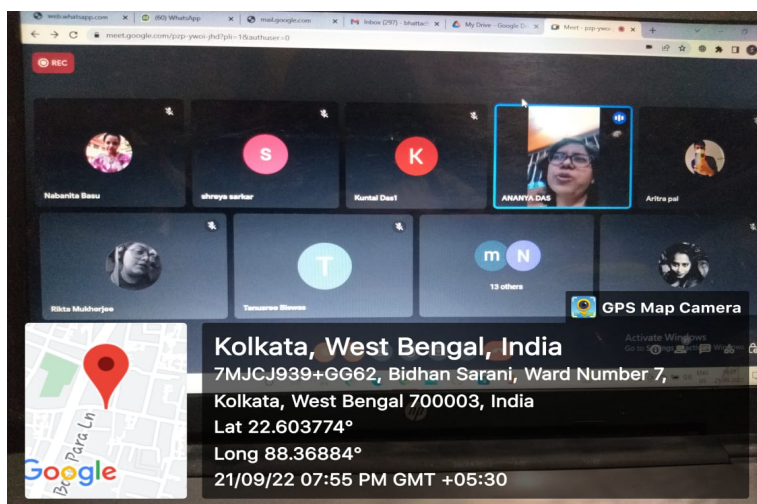 web.whatsapp.com
(60) WhatsApp
mail.google.com
Inbox (297) - bhattac
My Drive - Google D
Meet - pzp-ywoi-
meet.google.com/pzp-ywoi-jhd?pli=1&authuser=0
REC
Nabanita Basu
S
shreya sarkar
K
Kuntal Das1
ANANYA DAS
Aritra pal
Rikta Mukherjee
T
Tanusree Biswas
m N
13 others
GPS Map Camera
Activate Windows
Kolkata, West Bengal, India
7MJCJ939+GG62, Bidhan Sarani, Ward Number 7,
Kolkata, West Bengal 700003, India
Lat 22.603774°
Long 88.36884°
21/09/22 07:55 PM GMT +05:30
Para Ln
Google
hp